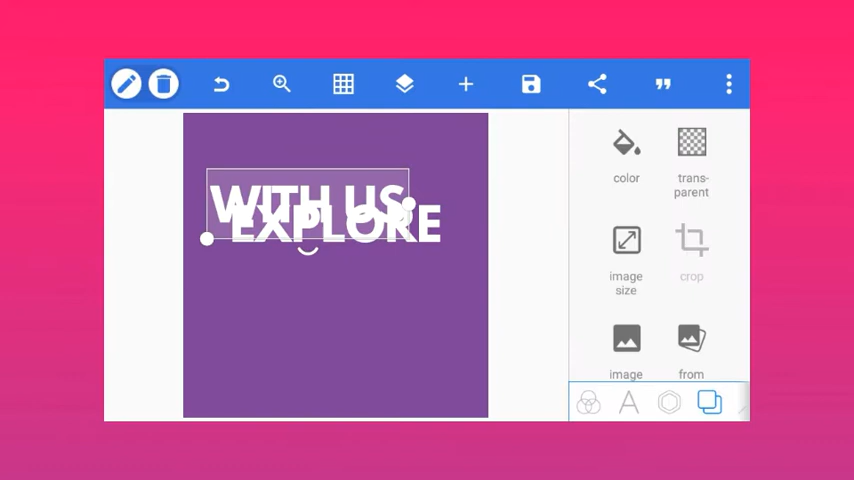 WITH US
EXPLORE
color
trans-
parent
image
size
crop
image
from